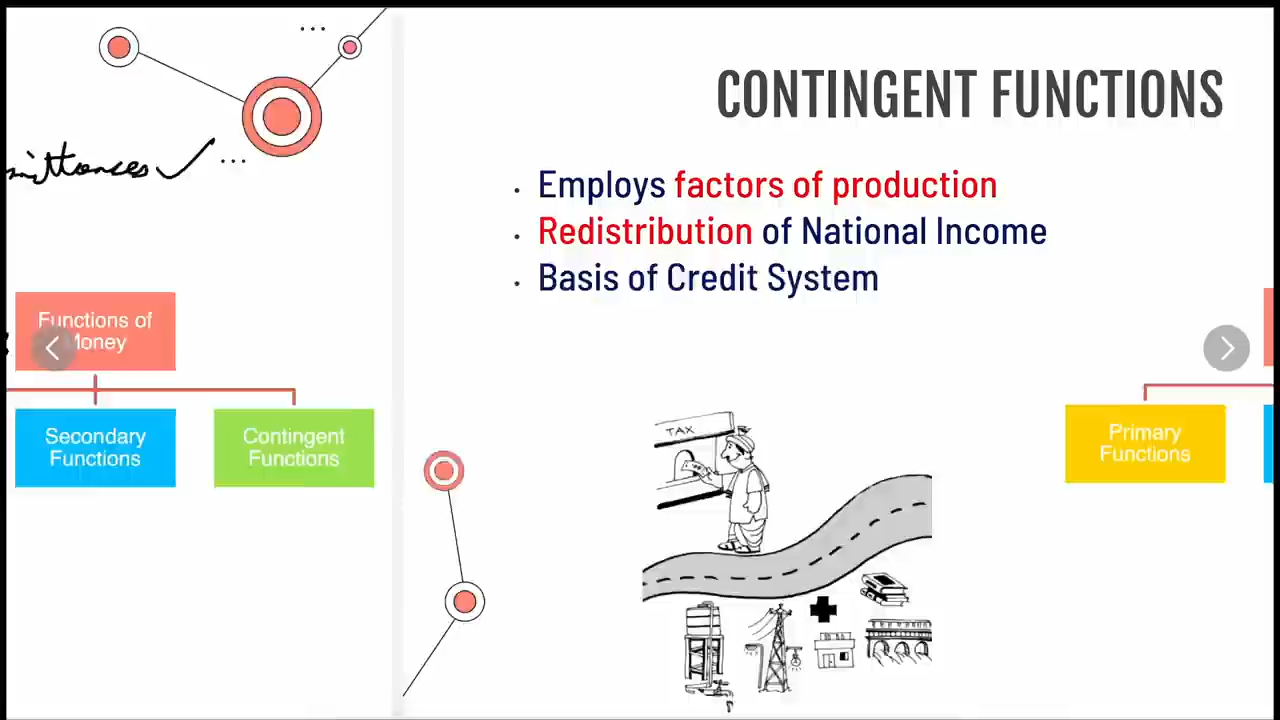 CONTINGENT FUNCTIONS
Employs factors of production
Redistribution of National Income
Basis of Credit System
Functions of
Money
Secondary
Functions
Contingent
Functions
Primary
Functions
TAX